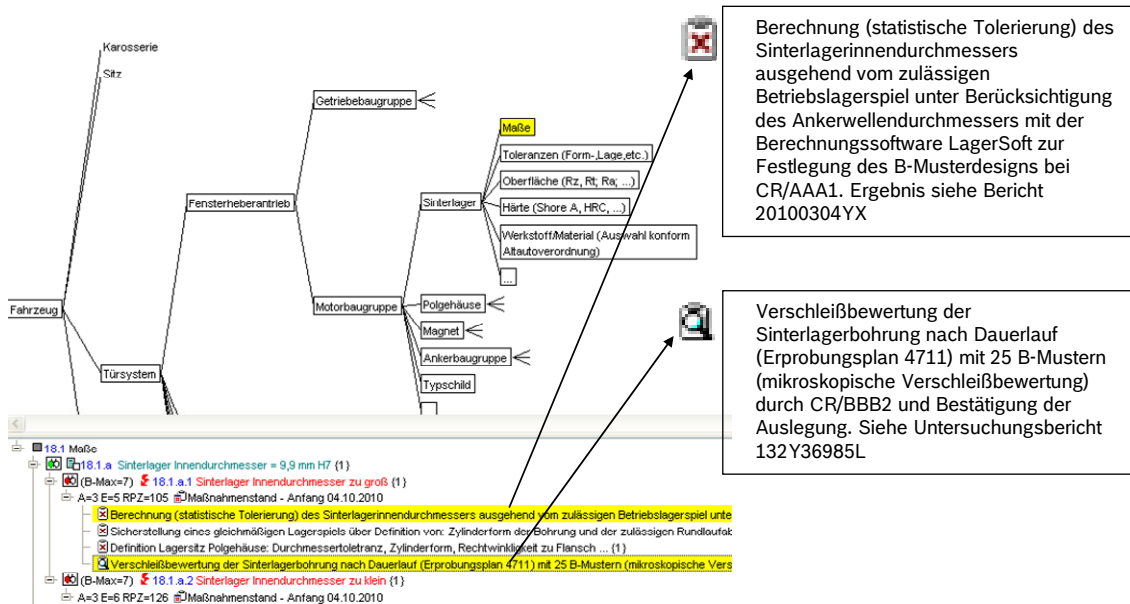 Karosserie
Sitz
Getriebebaugruppe
Maße
Toleranzen (Form-,Lage,etc.)
Oberfläche (Rz, Rt; Ra; ...)
Fensterheberantrieb
Sinterlager
Härte (Shore A, HRC, ...)
Werkstoff/Material (Auswahl konform
Altautoverordnung)
...
Fahrzeug
Motorbaugruppe
Polgehäuse
Magnet
Ankerbaugruppe
Türsystem
Typschild
Berechnung (statistische Tolerierung) des
Sinterlagerinnendurchmessers
ausgehend vom zulässigen
Betriebslagerspiel unter Berücksichtigung
des Ankerwellendurchmessers mit der
Berechnungssoftware LagerSoft zur
Festlegung des B-Musterdesigns bei
CR/AAA1. Ergebnis siehe Bericht
20100304YX
Verschleißbewertung der
Sinterlagerbohrung nach Dauerlauf
(Erprobungsplan 4711) mit 25 B-Mustern
(mikroskopische Verschleißbewertung)
durch CR/BBB2 und Bestätigung der
Auslegung. Siehe Untersuchungsbericht
132Y36985L
18.1 Maße
18.1.a Sinterlager Innendurchmesser = 9,9 mm H7 {1}
(B-Max=7) 18.1.a.1 Sinterlager Innendurchmesser zu groß {1}
A=3 E=5 RPZ=105 Maßnahmenstand - Anfang 04.10.2010
Berechnung (statistische Tolerierung) des Sinterlagerinnendurchmessers ausgehend vom zulässigen Betriebslagerspiel unte
Sicherstellung eines gleichmäßigen Lagerspiels über Definition von: Zylinderform der Bohrung und der zulässigen Rundlaufab
Definition Lagersitz Polgehäuse: Durchmessertoletranz, Zylinderform, Rechtwinkligkeit zu Flansch ... {1}
Verschleißbewertung der Sinterlagerbohrung nach Dauerlauf (Erprobungsplan 4711) mit 25 B-Mustern (mikroskopische Vers
(B-Max=7) 18.1.a.2 Sinterlager Innendurchmesser zu klein {1}
A=3 E=6 RPZ=126 Maßnahmenstand - Anfang 04.10.2010